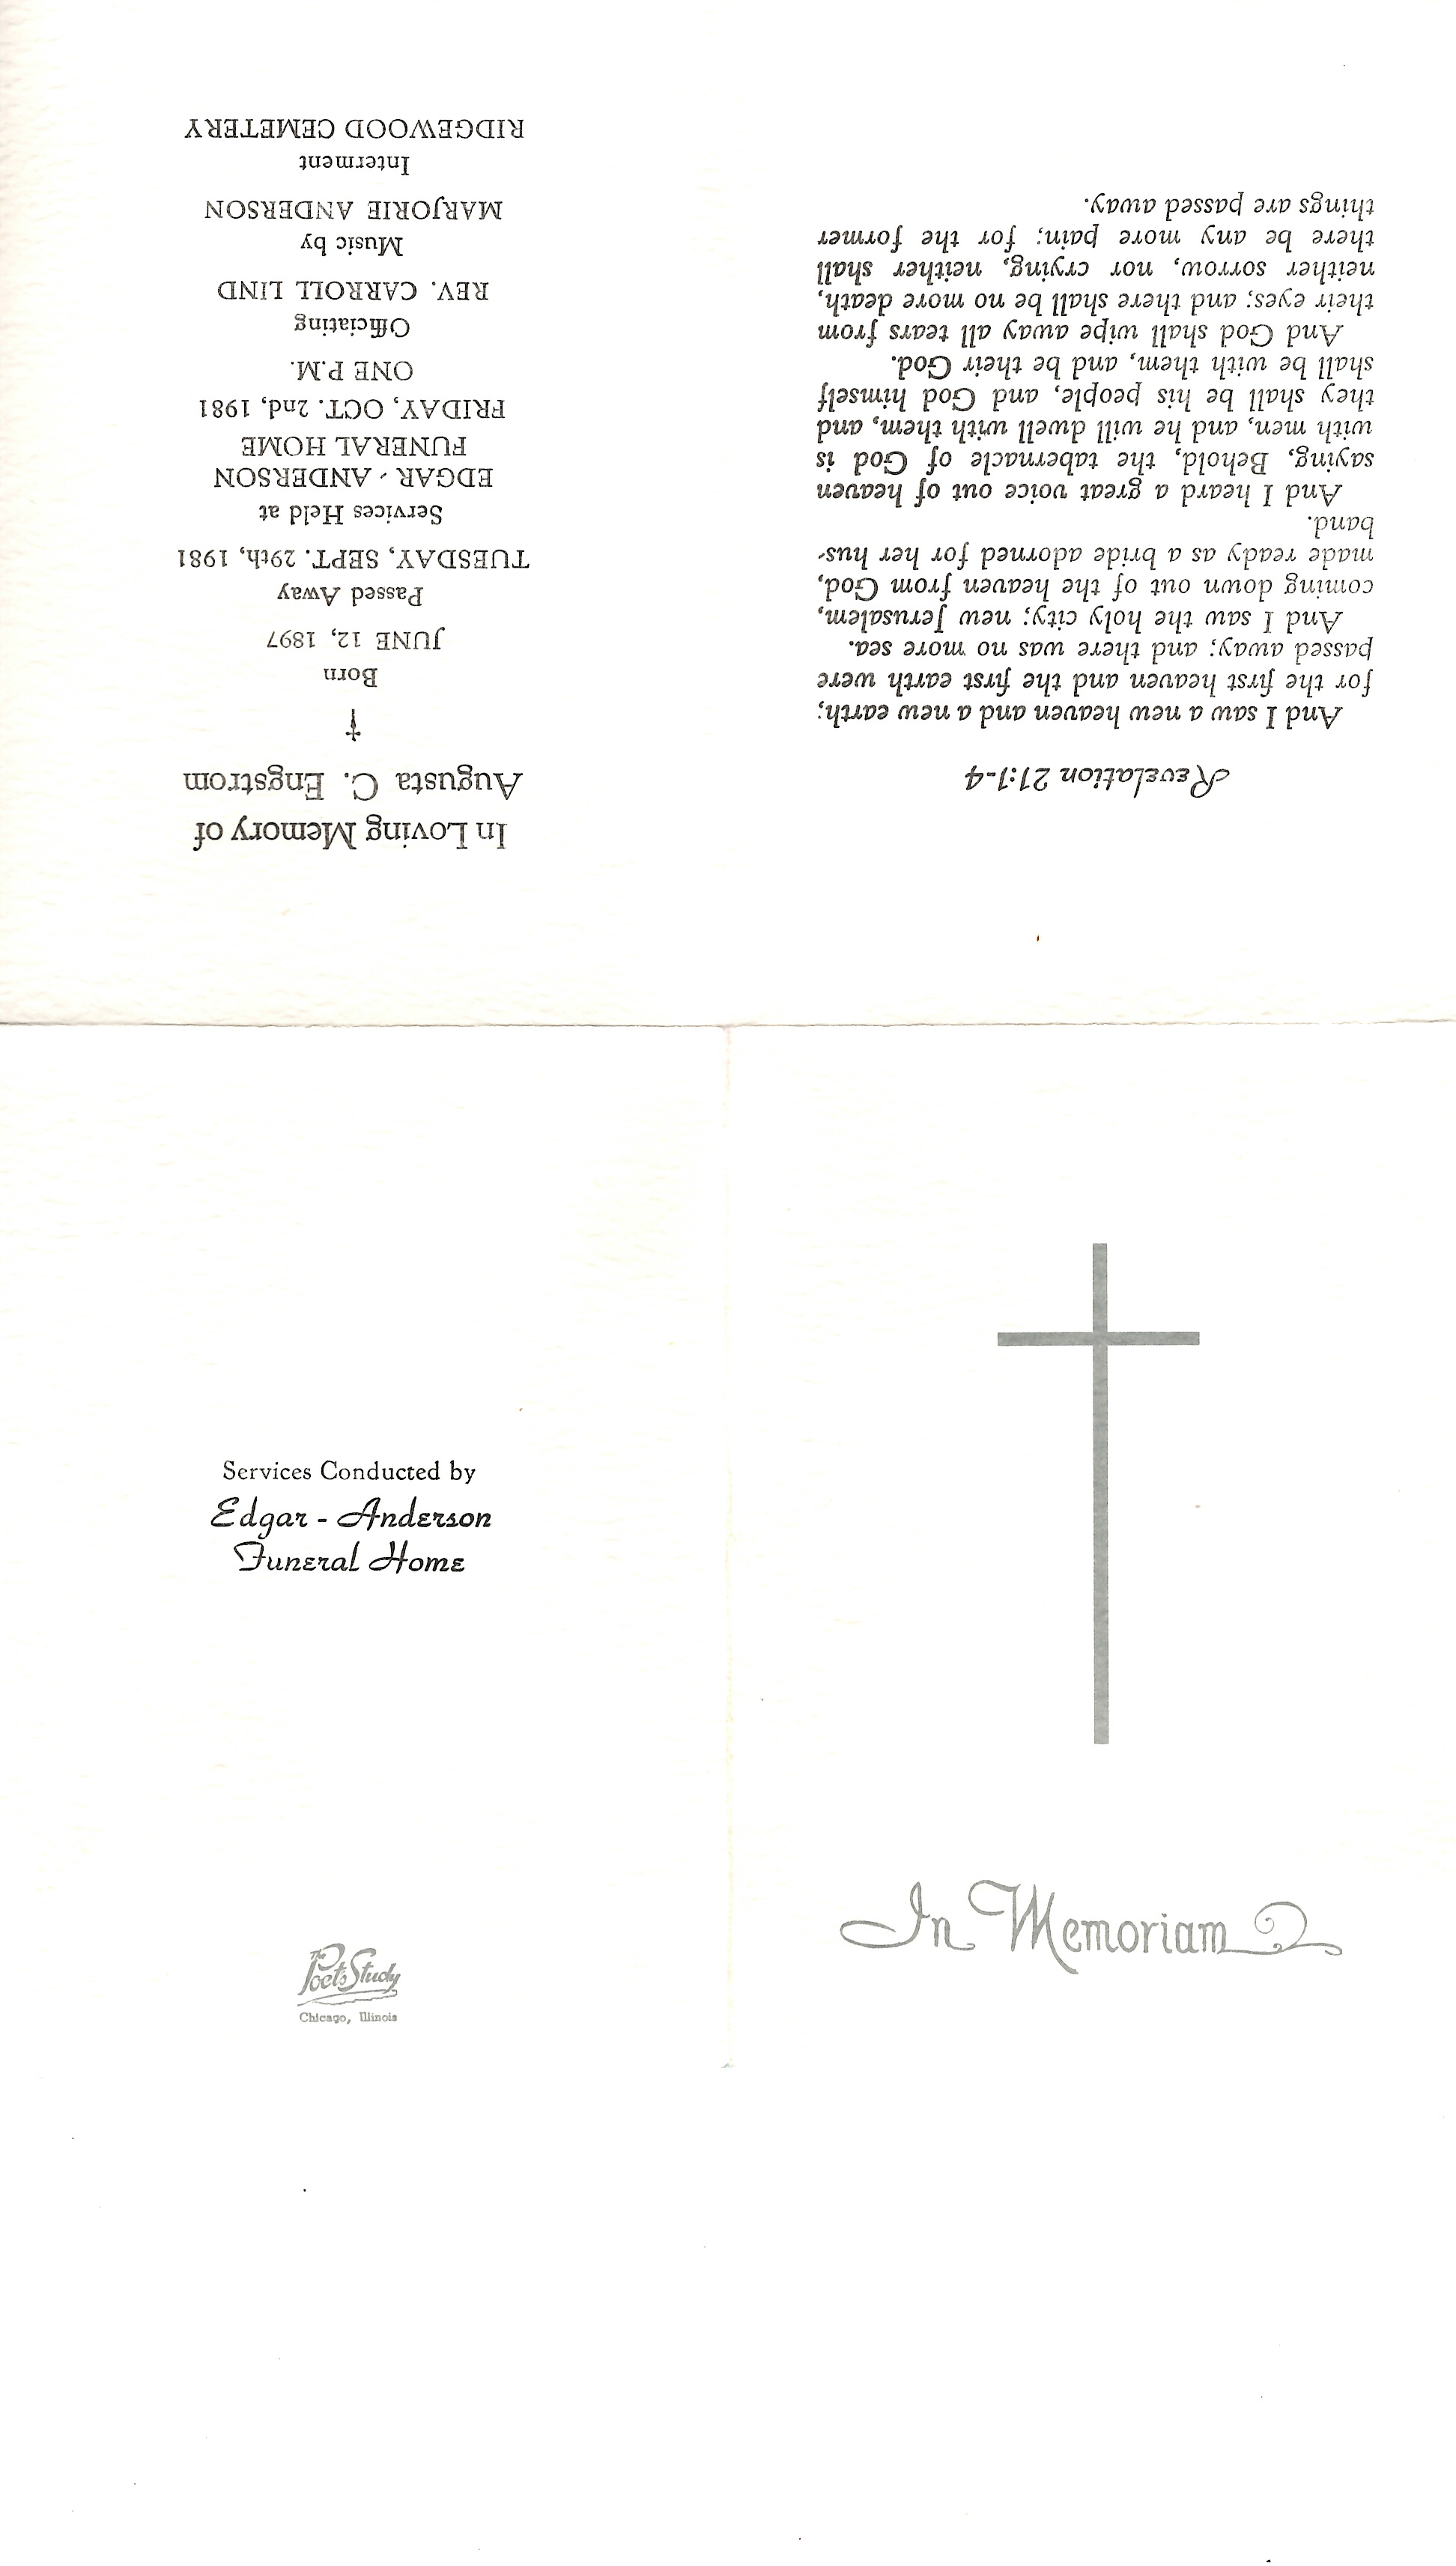 Revelation 21:1-4
And I saw a new heaven and a new earth;
for the first heaven and the first earth were
passed away; and there was no more sea.
And I saw the holy city; new Jerusalem,
coming down out of the heaven from God,
made ready as a bride adorned for her hus-
band.
And I heard a great voice out of heaven
saying, Behold, the tabernacle of God is
with men, and he will dwell with them, and
they shall be his people, and God himself
shall be with them, and be their God.
And God shall wipe away all tears from
their eyes; and there shall be no more death,
neither sorrow, nor crying, neither shall
there be any more pain; for the former
things are passed away.
In Loving Memory of
Augusta C. Engstrom
Born
JUNE 12, 1897
Passed Away
TUESDAY, SEPT. 29th, 1981
Services Held at
EDGAR - ANDERSON
FUNERAL HOME
FRIDAY, OCT. 2nd, 1981
ONE P.M.
Officiating
REV. CARROLL LIND
Music by
MARJORIE ANDERSON
Interment
RIDGEWOOD CEMETERY
Services Conducted by
Edgar - Anderson
Funeral Home
The
Poet's Study
Chicago, Illinois
In Memoriam